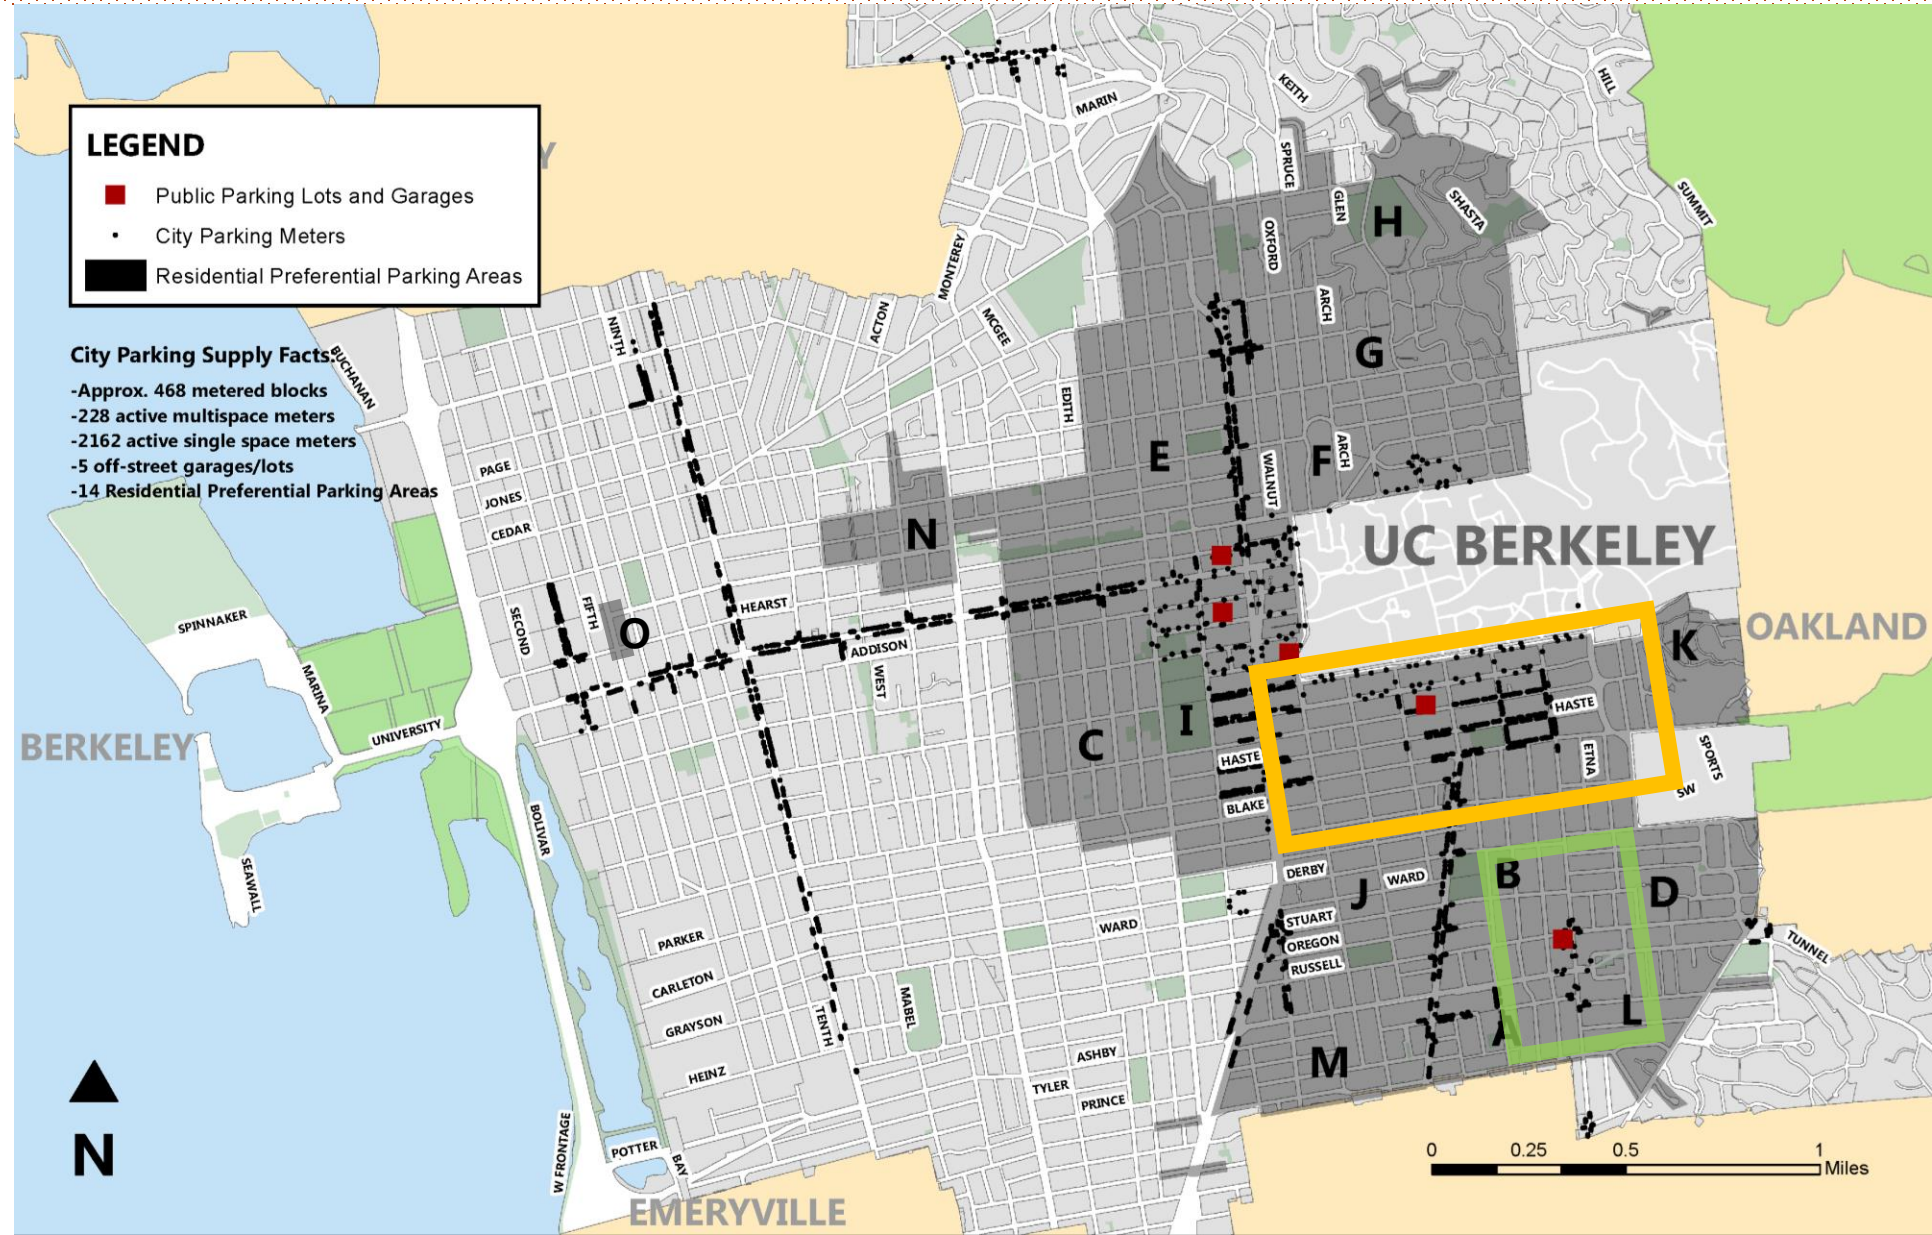 LEGEND
Public Parking Lots and Garages
City Parking Meters
Residential Preferential Parking Areas
Y
City Parking Supply Facts:
-Approx. 468 metered blocks
-228 active multispace meters
-2162 active single space meters
-5 off-street garages/lots
-14 Residential Preferential Parking Areas
MARIN
KEITH
HILL
SPRUCE
GLEN
H
SHASTA
SUMMIT
OXFORD
MONTEREY
ARCH
ACTON
MCGEE
NINTH
BUCHANAN
G
EDITH
E
WALNUT
F
ARCH
PAGE
JONES
CEDAR
N
UC BERKELEY
SPINNAKER
SECOND
FIFTH
O
HEARST
ADDISON
WEST
OAKLAND
K
MARINA
UNIVERSITY
BERKELEY
C
I
HASTE
HASTE
ETNA
SPORTS
SW
BLAKE
BOLIVAR
SEAWALL
DERBY
J
WARD
B
D
STUART
OREGON
RUSSELL
WARD
PARKER
CARLETON
GRAYSON
HEINZ
TENTH
MABEL
ASHBY
TYLER
PRINCE
M
A
L
TUNNEL
N
W FRONTAGE
POTTER
BAY
EMERYVILLE
0 0.25 0.5 1
Miles